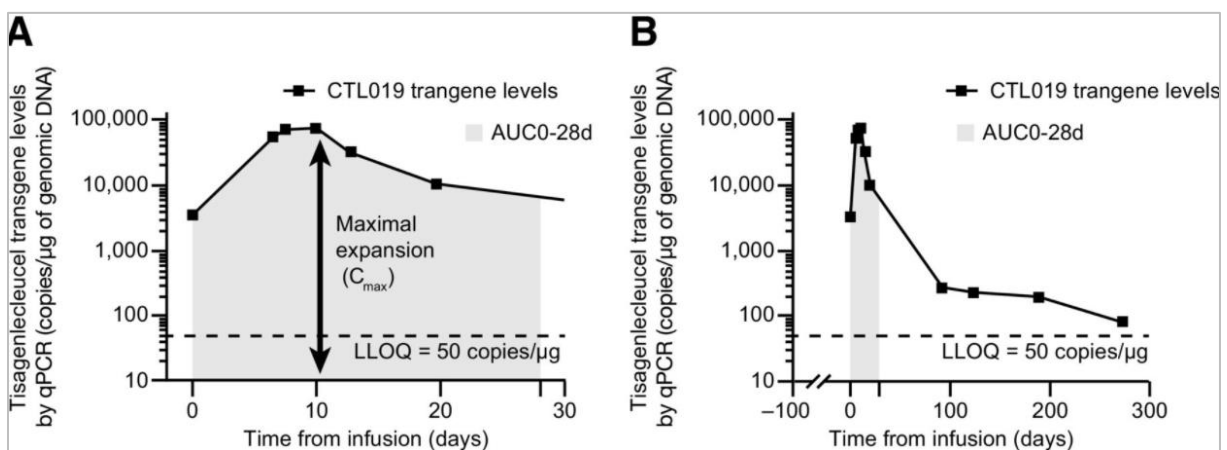 A
Tisagenlecleucel transgene levels
by qPCR (copies/µg of genomic DNA)
CTL019 trangene levels
AUC0-28d
100,000
10,000
1,000
100
10
Maximal
expansion
(Cmax)
LLOQ = 50 copies/µg
0
10
20
30
Time from infusion (days)
B
Tisagenlecleucel transgene levels
by qPCR (copies/µg of genomic DNA)
CTL019 trangene levels
AUC0-28d
100,000
10,000
1,000
100
10
LLOQ = 50 copies/µg
–100
0
100
200
300
Time from infusion (days)